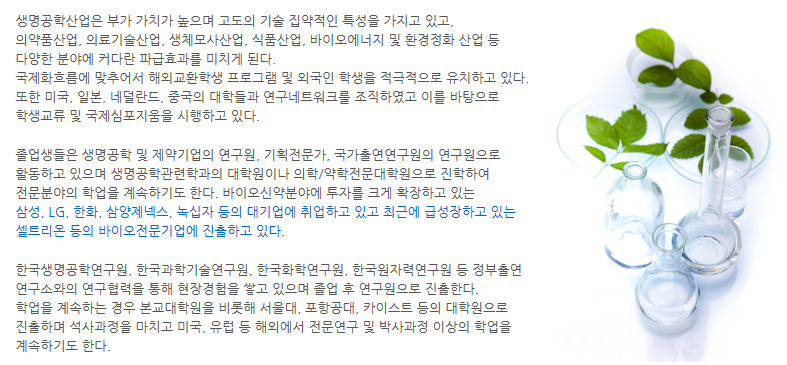 생명공학산업은 부가 가치가 높으며 고도의 기술 집약적인 특성을 가지고 있고,
의약품산업, 의료기술산업, 생체모사산업, 식품산업, 바이오에너지 및 환경정화 산업 등
다양한 분야에 커다란 파급효과를 미치게 된다.
국제화흐름에 맞추어서 해외교환학생 프로그램 및 외국인 학생을 적극적으로 유치하고 있다.
또한 미국, 일본, 네덜란드, 중국의 대학들과 연구네트워크를 조직하였고 이를 바탕으로
학생교류 및 국제심포지움을 시행하고 있다.
졸업생들은 생명공학 및 제약기업의 연구원, 기획전문가, 국가출연연구원의 연구원으로
활동하고 있으며 생명공학관련학과의 대학원이나 의학/약학전문대학원으로 진학하여
전문분야의 학업을 계속하기도 한다. 바이오신약분야에 투자를 크게 확장하고 있는
삼성, LG, 한화, 삼양제넥스, 녹십자 등의 대기업에 취업하고 있고 최근에 급성장하고 있는
셀트리온 등의 바이오전문기업에 진출하고 있다.
한국생명공학연구원, 한국과학기술연구원, 한국화학연구원, 한국원자력연구원 등 정부출연
연구소와의 연구협력을 통해 현장경험을 쌓고 있으며 졸업 후 연구원으로 진출한다.
학업을 계속하는 경우 본교대학원을 비롯해 서울대, 포항공대, 카이스트 등의 대학원으로
진출하며 석사과정을 마치고 미국, 유럽 등 해외에서 전문연구 및 박사과정 이상의 학업을
계속하기도 한다.